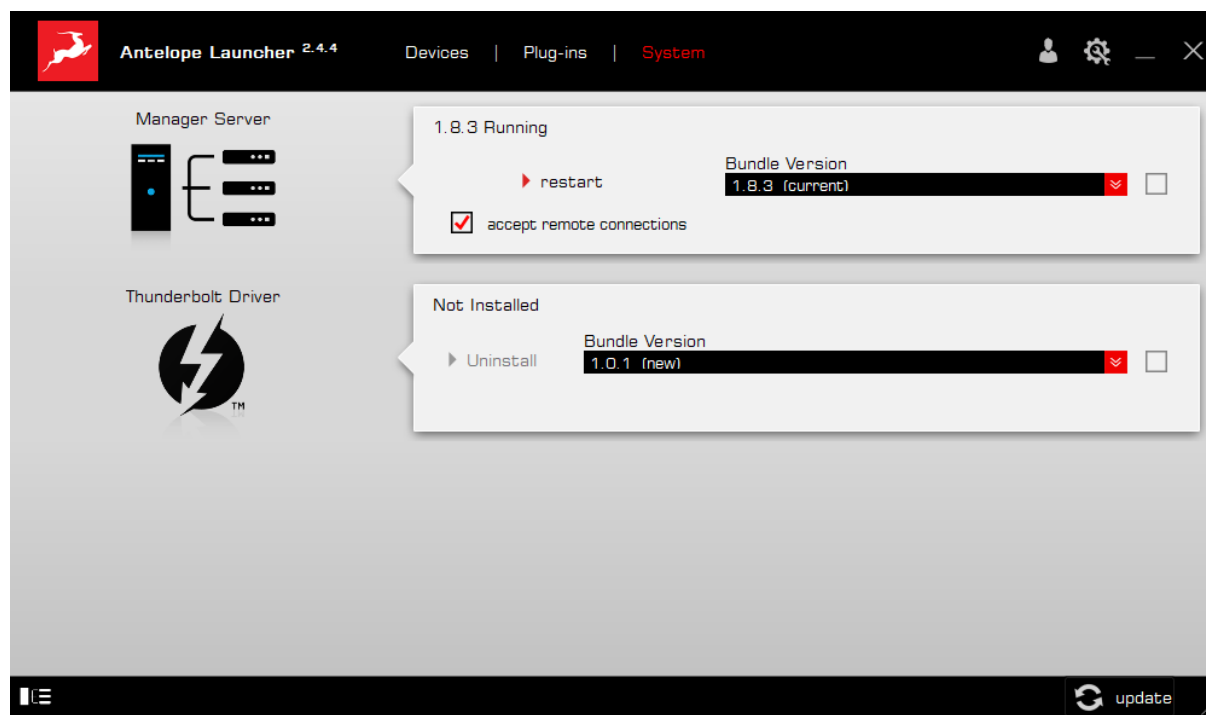 Antelope Launcher 2.4.4
Devices | Plug-ins | System
Manager Server
1.8.3 Running
restart
Bundle Version
1.8.3 (current)
accept remote connections
Thunderbolt Driver
TM
Not Installed
Uninstall
Bundle Version
1.0.1 (new)
update